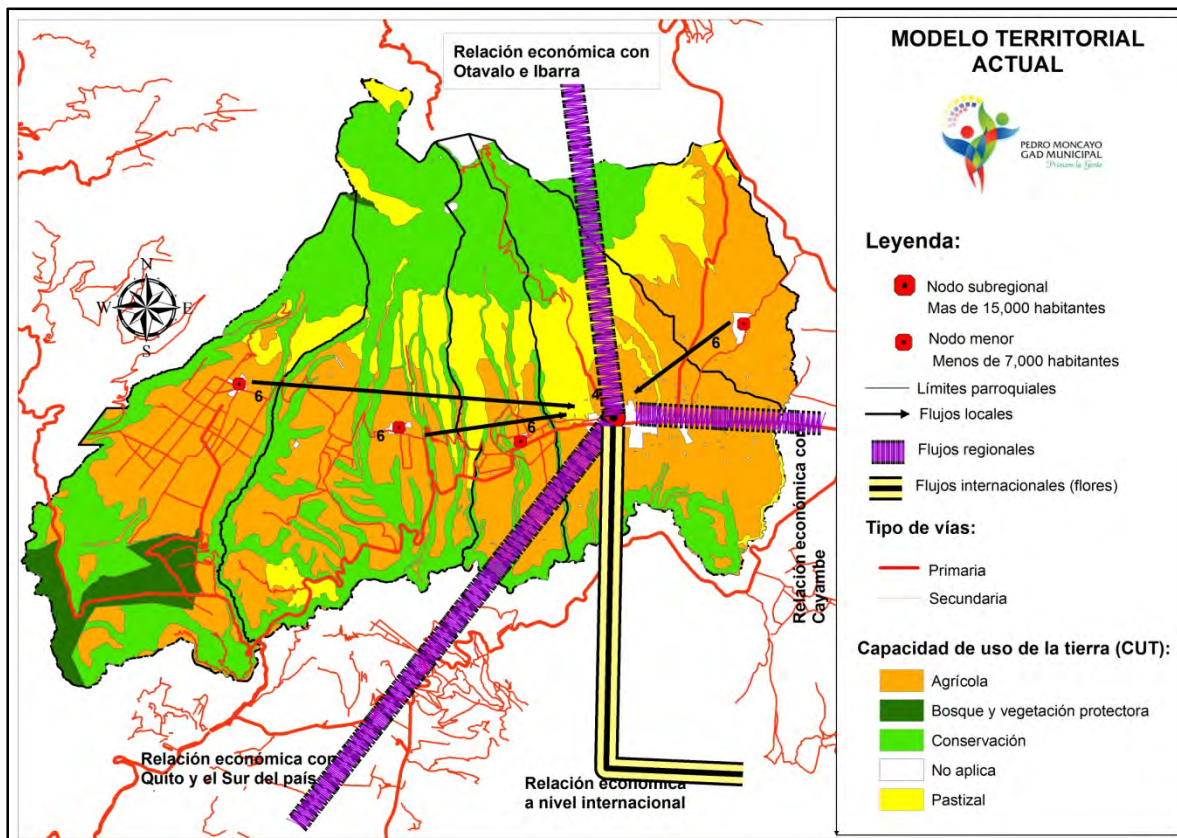 Relación económica con
Otavalo e Ibarra
N
W
E
S
6
6
6
6
4
Relación económica con
Cayambe
Relación económica con
Quito y el Sur del país
Relación económica
a nivel internacional
MODELO TERRITORIAL
ACTUAL
PEDRO MONCAYO
GAD MUNICIPAL
Primero la Gente
Leyenda:
Nodo subregional
Mas de 15,000 habitantes
Nodo menor
Menos de 7,000 habitantes
Límites parroquiales
Flujos locales
Flujos regionales
Flujos internacionales (flores)
Tipo de vías:
Primaria
Secundaria
Capacidad de uso de la tierra (CUT):
Agrícola
Bosque y vegetación protectora
Conservación
No aplica
Pastizal